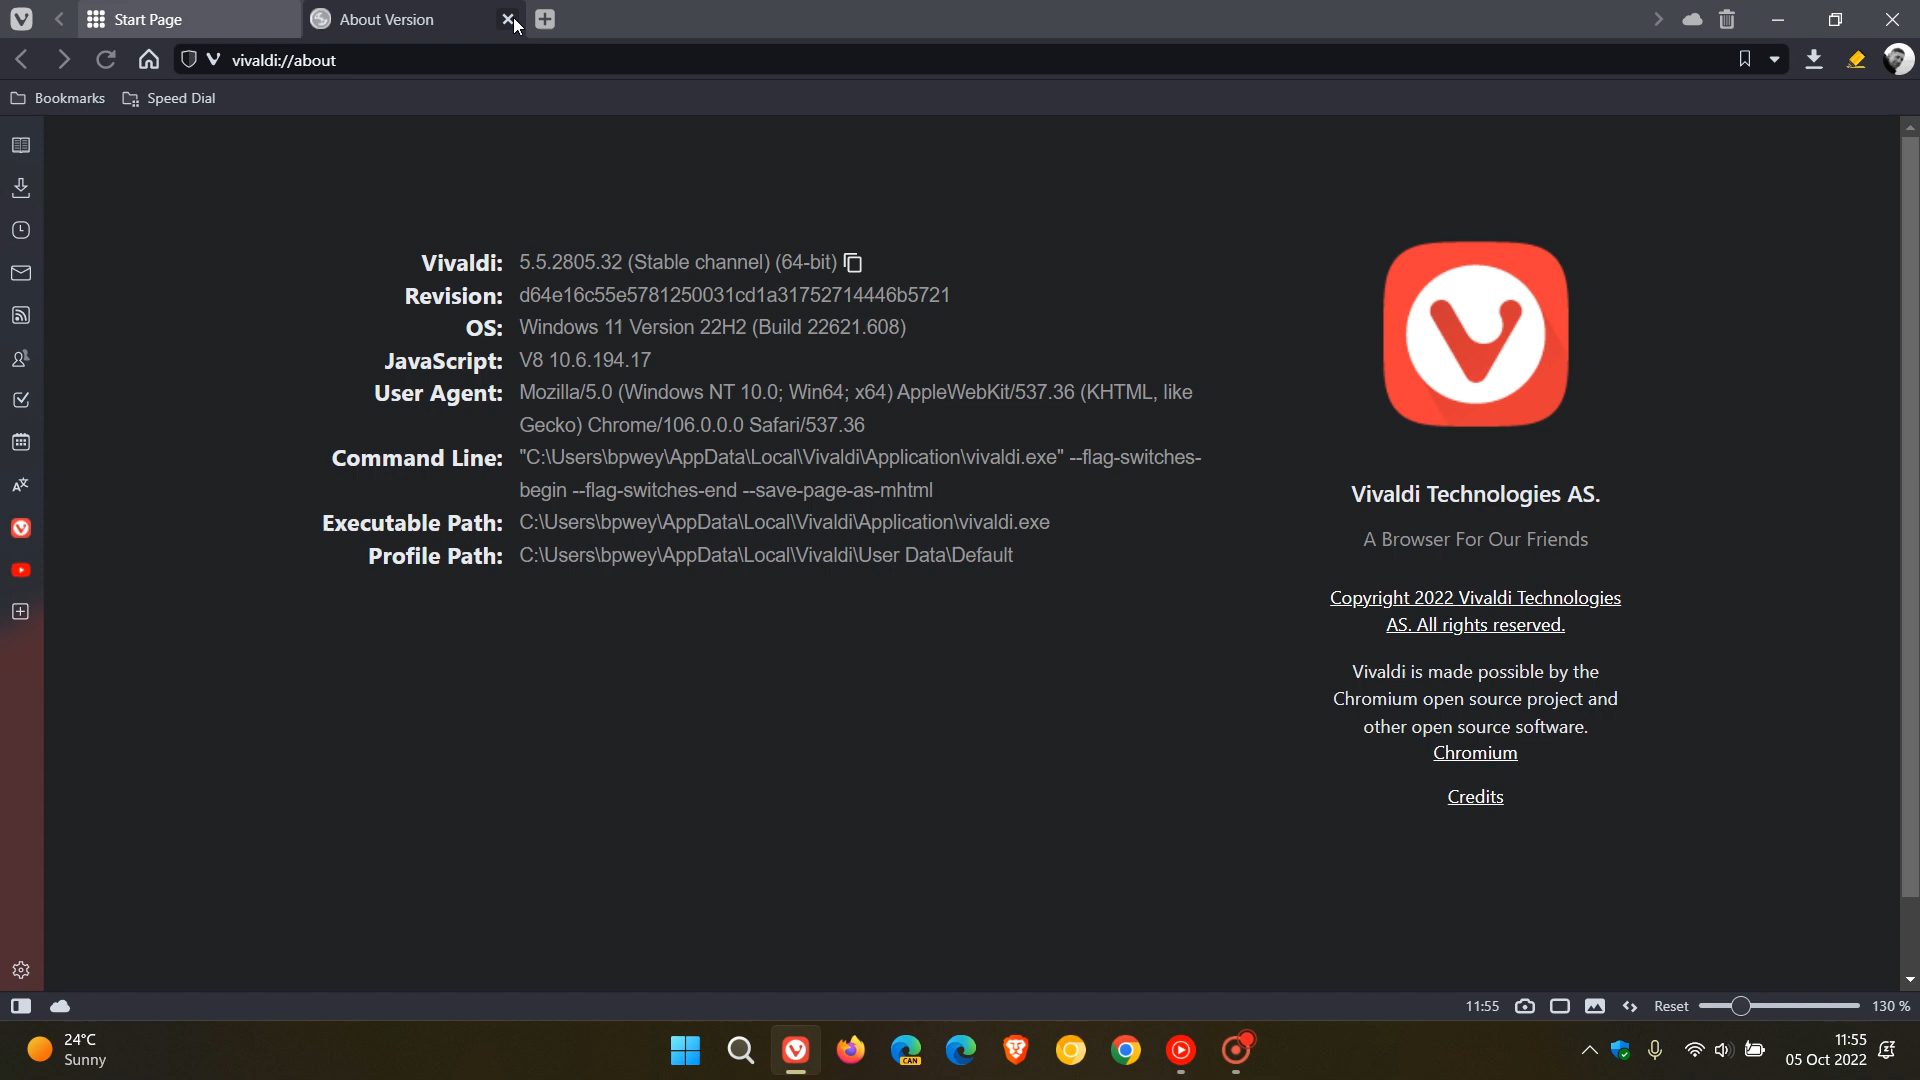 Start Page
About Version
vivaldi://about
Bookmarks
Speed Dial
Vivaldi: 5.5.2805.32 (Stable channel) (64-bit)
Revision: d64e16c55e5781250031cd1a31752714446b5721
OS: Windows 11 Version 22H2 (Build 22621.608)
JavaScript: V8 10.6.194.17
User Agent: Mozilla/5.0 (Windows NT 10.0; Win64; x64) AppleWebKit/537.36 (KHTML, like
Gecko) Chrome/106.0.0.0 Safari/537.36
Command Line: "C:\Users\bpwey\AppData\Local\Vivaldi\Application\vivaldi.exe" --flag-switches-
begin --flag-switches-end --save-page-as-mhtml
Executable Path: C:\Users\bpwey\AppData\Local\Vivaldi\Application\vivaldi.exe
Profile Path: C:\Users\bpwey\AppData\Local\Vivaldi\User Data\Default
Vivaldi Technologies AS.
A Browser For Our Friends
Copyright 2022 Vivaldi Technologies
AS. All rights reserved.
Vivaldi is made possible by the
Chromium open source project and
other open source software.
Chromium
Credits
11:55
Reset
130 %
24°C
Sunny
CAN
11:55
05 Oct 2022